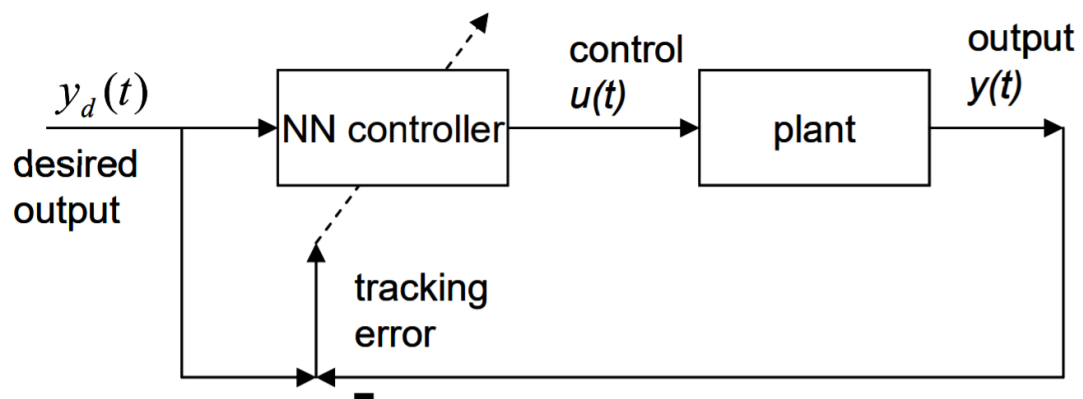 y_d(t)
desired
output
NN controller
control
u(t)
plant
output
y(t)
tracking
error
-